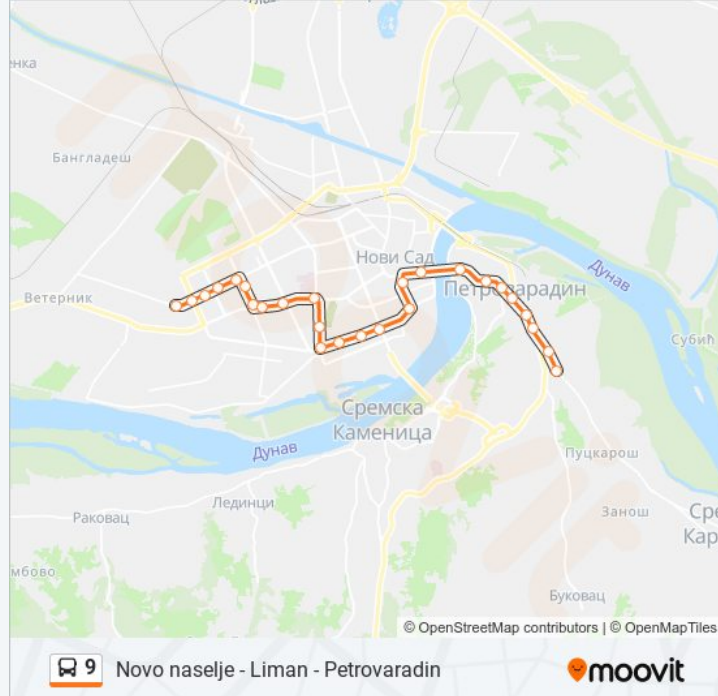 енка
Бангладеш
Нови Сад
Дунав
Ветерник
Петроварадин
Субић
Сремска
Каменица
Дунав
Пуцкарош
Лединци
Раковац
Занош
Сре
Кар
мбово
Буковац
© OpenStreetMap contributors | © OpenMapTiles
9 Novo naselje - Liman - Petrovaradin
moovit